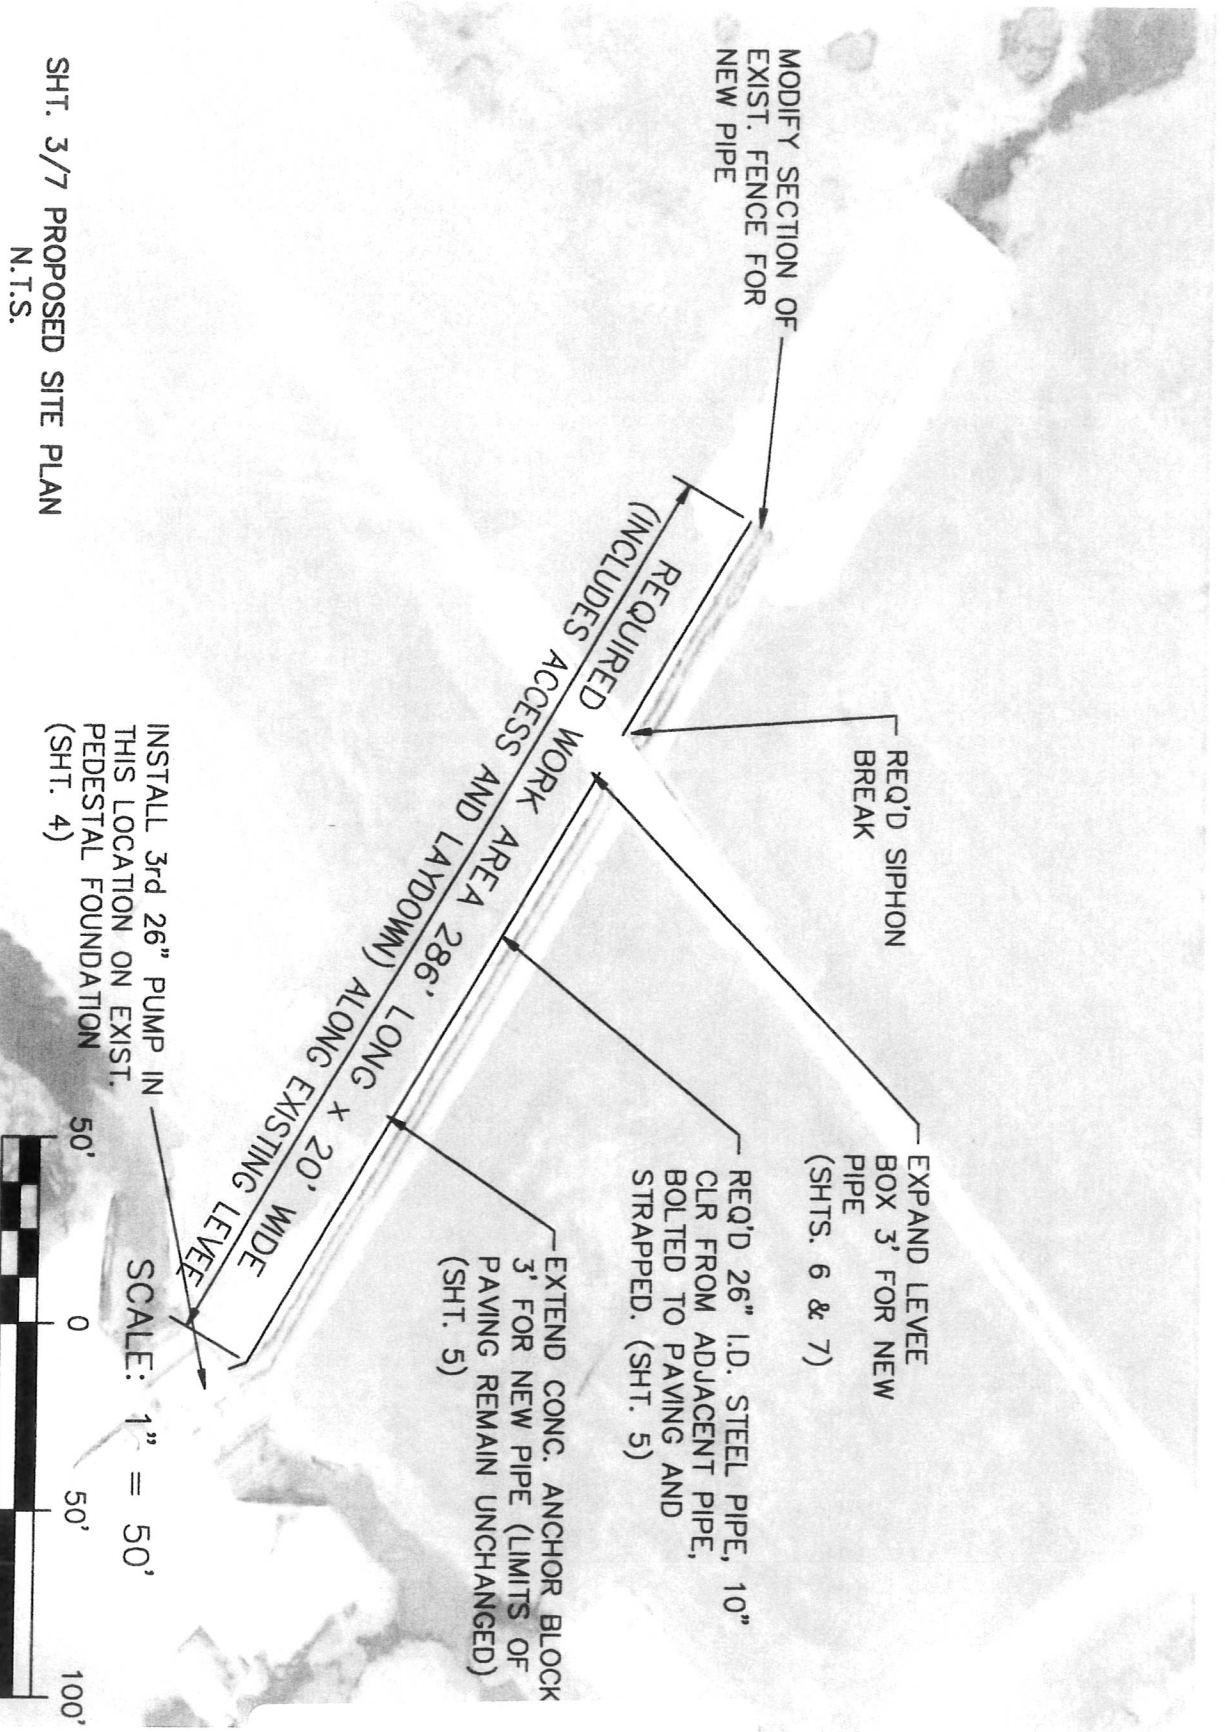 MODIFY SECTION OF
EXIST. FENCE FOR
NEW PIPE
REQ'D SIPHON
BREAK
EXPAND LEVEE
BOX 3' FOR NEW
PIPE
(SHTS. 6 & 7)
REQ'D 26" I.D. STEEL PIPE, 10"
CLR FROM ADJACENT PIPE,
BOLTED TO PAVING AND
STRAPPED. (SHT. 5)
EXTEND CONC. ANCHOR BLOCK
3' FOR NEW PIPE (LIMITS OF
PAVING REMAIN UNCHANGED)
(SHT. 5)
REQUIRED WORK AREA 286' LONG x 20' WIDE
(INCLUDES ACCESS AND LAYDOWN) ALONG EXISTING LEVEE
INSTALL 3rd 26" PUMP IN
THIS LOCATION ON EXIST.
PEDESTAL FOUNDATION
(SHT. 4)
SCALE: 1" = 50'
50' 0 50' 100'
SHT. 3/7 PROPOSED SITE PLAN
N.T.S.